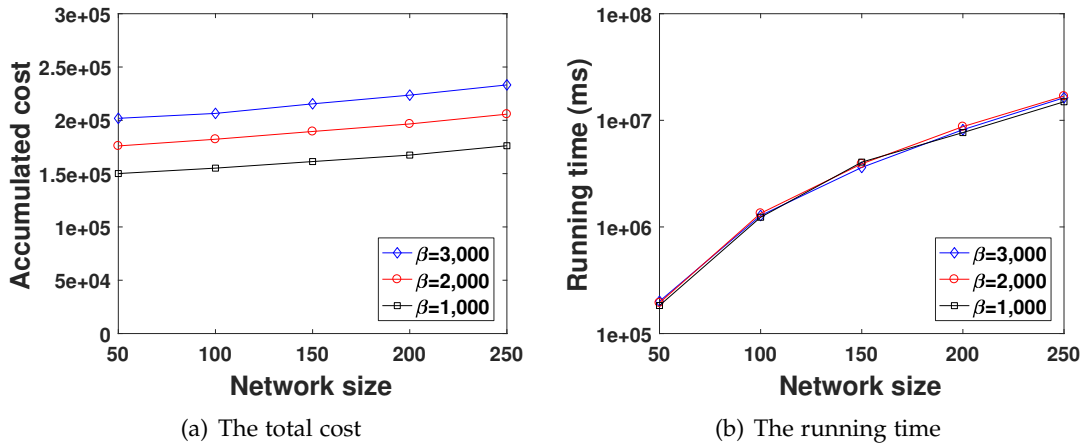 3e+05
2.5e+05
2e+05
1.5e+05
1e+05
5e+04
0
Accumulated cost
50 100 150 200 250
Network size
β=3,000
β=2,000
β=1,000
(a) The total cost
1e+08
1e+07
1e+06
1e+05
Running time (ms)
50 100 150 200 250
Network size
β=3,000
β=2,000
β=1,000
(b) The running time